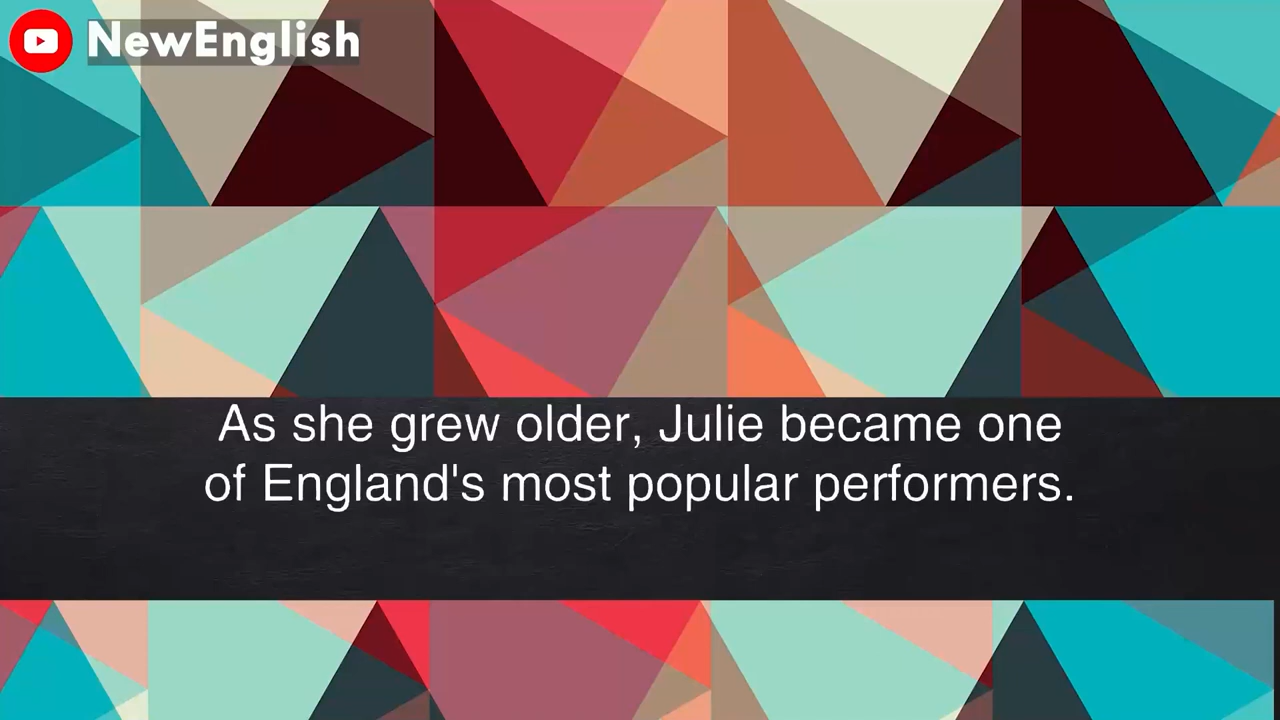 NewEnglish
As she grew older, Julie became one
of England's most popular performers.